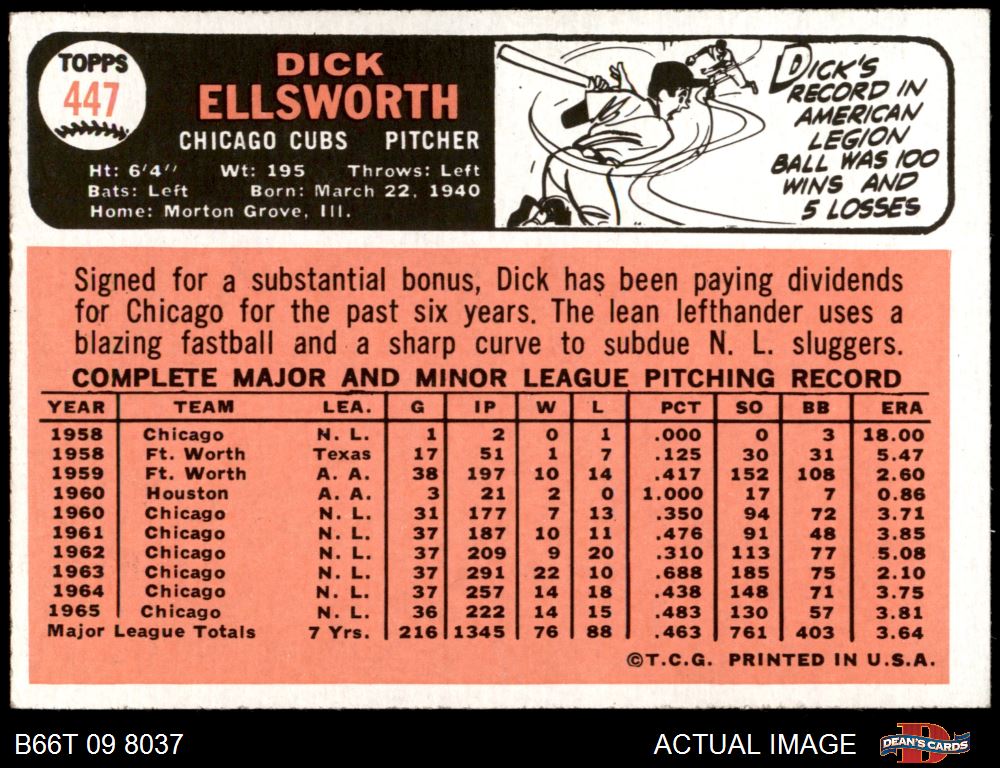 TOPPS
447
DICK
ELLSWORTH
CHICAGO CUBS PITCHER
Ht: 6'4" Wt: 195 Throws: Left
Bats: Left Born: March 22, 1940
Home: Morton Grove, Ill.
DICK'S
RECORD IN
AMERICAN
LEGION
BALL WAS 100
WINS AND
5 LOSSES
Signed for a substantial bonus, Dick has been paying dividends
for Chicago for the past six years. The lean lefthander uses a
blazing fastball and a sharp curve to subdue N. L. sluggers.
COMPLETE MAJOR AND MINOR LEAGUE PITCHING RECORD
YEAR TEAM LEA. G IP W L PCT SO BB ERA
1958 Chicago N. L. 1 2 0 1 .000 0 3 18.00
1958 Ft. Worth Texas 17 51 1 7 .125 30 31 5.47
1959 Ft. Worth A. A. 38 197 10 14 .417 152 108 2.60
1960 Houston A. A. 3 21 2 0 1.000 17 7 0.86
1960 Chicago N. L. 31 177 7 13 .350 94 72 3.71
1961 Chicago N. L. 37 187 10 11 .476 91 48 3.85
1962 Chicago N. L. 37 209 9 20 .310 113 77 5.08
1963 Chicago N. L. 37 291 22 10 .688 185 75 2.10
1964 Chicago N. L. 37 257 14 18 .438 148 71 3.75
1965 Chicago N. L. 36 222 14 15 .483 130 57 3.81
Major League Totals 7 Yrs. 216 1345 76 88 .463 761 403 3.64
©T.C.G. PRINTED IN U.S.A.
B66T 09 8037
ACTUAL IMAGE
DEAN'S CARDS